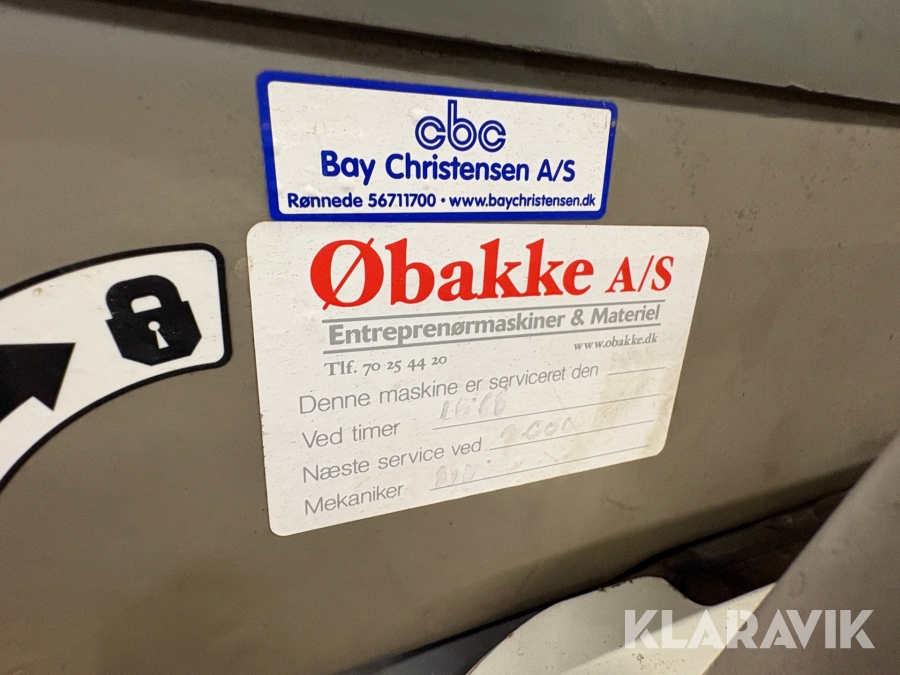 cbc
Bay Christensen A/S
Rønnede 56711700 • www.baychristensen.dk
Øbakke A/S
Entreprenørmaskiner & Materiel
www.obakke.dk
Tlf. 70 25 44 20
Denne maskine er serviceret den
Ved timer
Næste service ved
Mekaniker
KLARAVIK